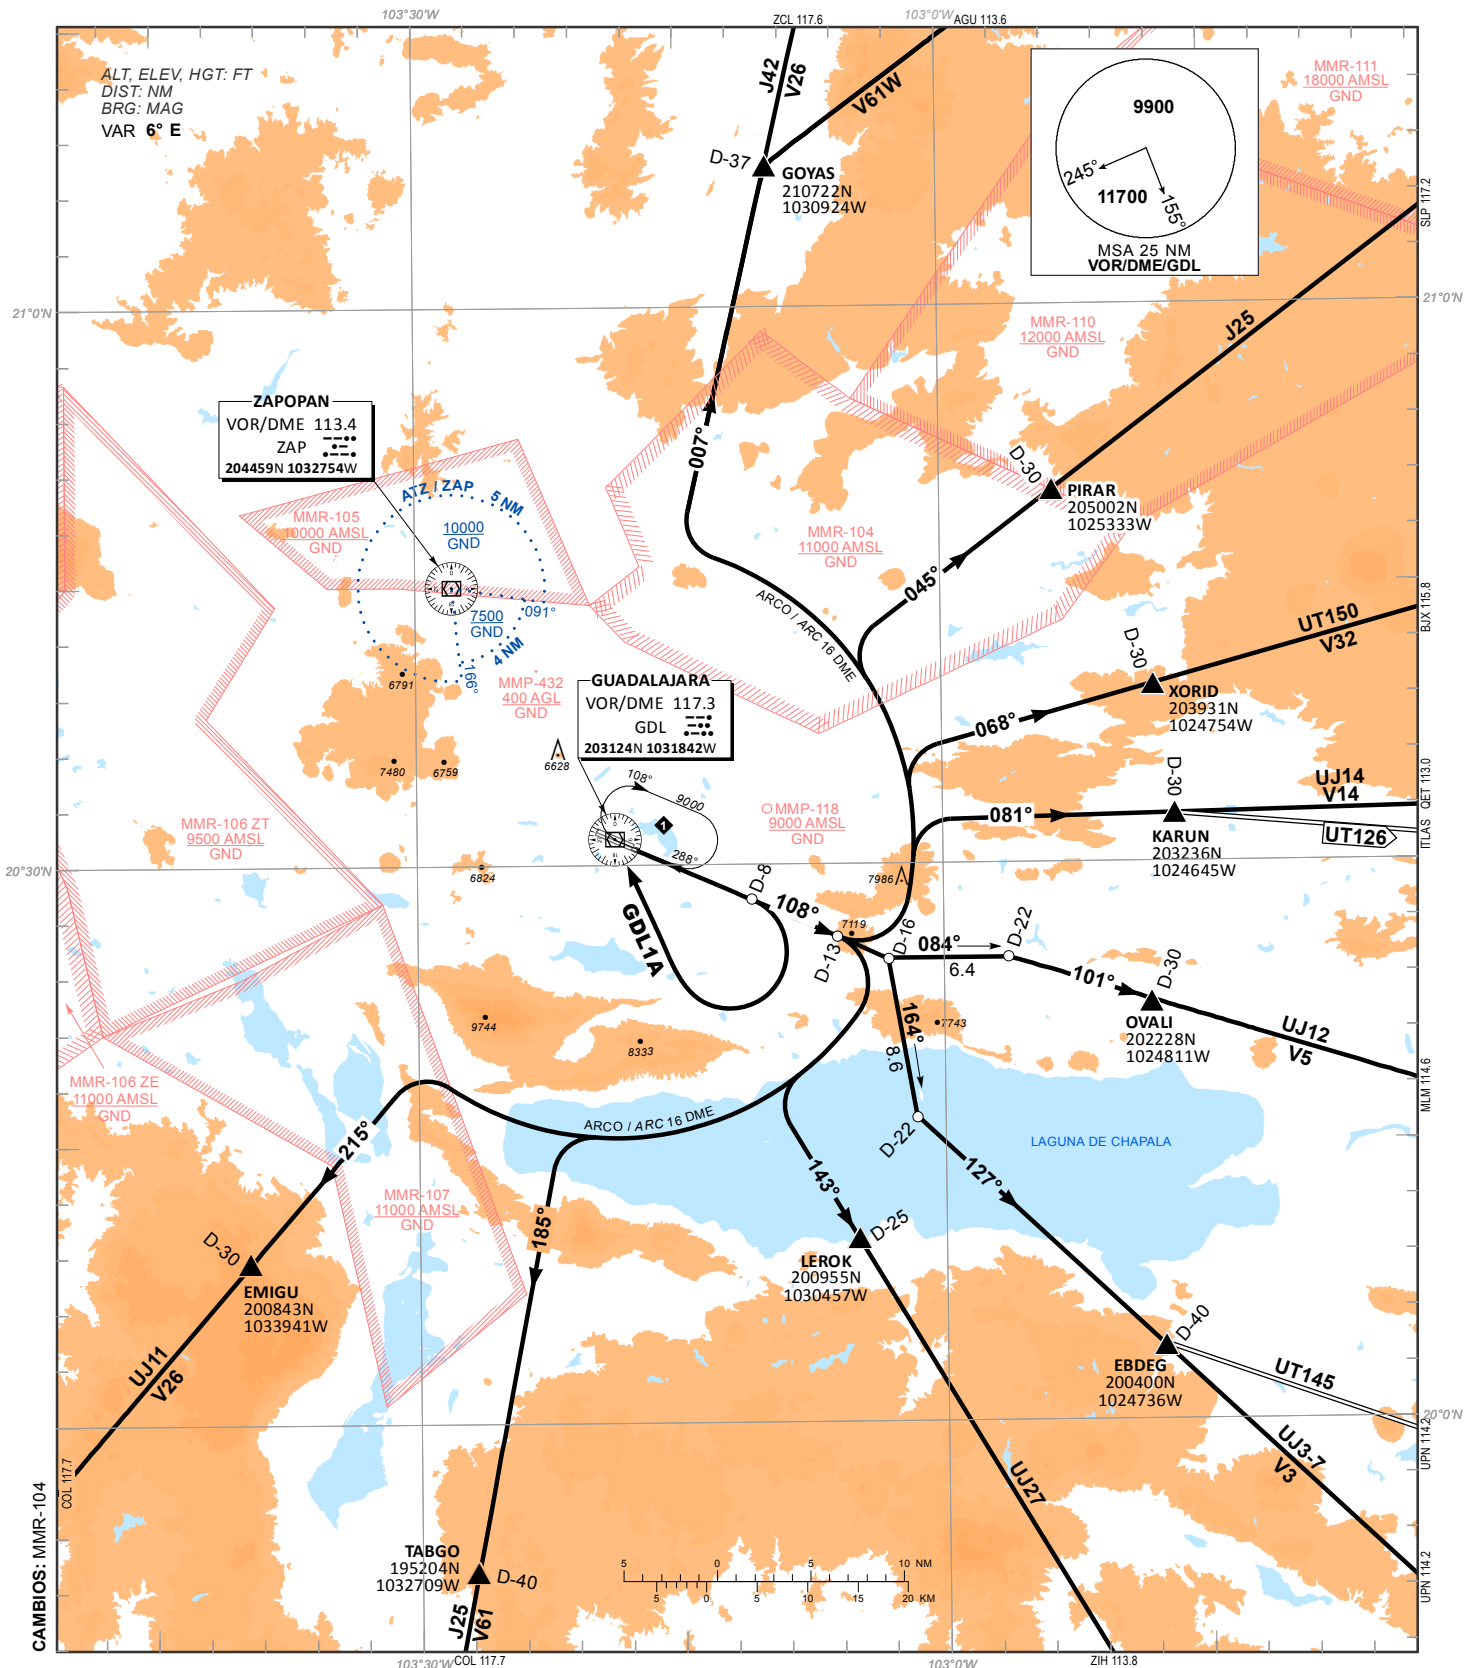 103°30'W
ZCL 117.6
103°0'W
AGU 113.6
ALT, ELEV, HGT: FT
DIST: NM
BRG: MAG
VAR 6° E
J42
V26
V61W
D-37
GOYAS
210722N
1030924W
9900
245°
11700
155°
MSA 25 NM
VOR/DME/GDL
MMR-111
18000 AMSL
GND
SLP 117.2
21°0'N
21°0'N
MMR-110
12000 AMSL
GND
J25
ZAPOPAN
VOR/DME 113.4
ZAP
204459N 1032754W
007°
D-30
PIRAR
205002N
1025333W
ATZ / ZAP
5 NM
10000
GND
MMR-105
10000 AMSL
GND
MMR-104
11000 AMSL
GND
045°
7500
GND
091°
4 NM
166°
ARCO / ARC 16 DME
BJX 115.8
UT150
V32
D-30
XORID
203931N
1024754W
6791
MMP-432
400 AGL
GND
GUADALAJARA
VOR/DME 117.3
GDL
203124N 1031842W
068°
7480
6759
6628
108°
9000
1
288°
MMP-118
9000 AMSL
GND
081°
D-30
UJ14
V14
QET 113.0
KARUN
203236N
1024645W
UT126
ITLAS
MMR-106 ZT
9500 AMSL
GND
20°30'N
6824
D-8
7986
108°
7119
D-13
D-16
084°
6.4
D-22
GDL1A
101°
D-30
OVALI
202228N
1024811W
UJ12
V5
MLM 114.6
9744
8333
164°
8.6
7743
MMR-106 ZE
11000 AMSL
GND
ARCO / ARC 16 DME
D-22
LAGUNA DE CHAPALA
215°
143°
127°
MMR-107
11000 AMSL
GND
185°
D-25
LEROK
200955N
1030457W
D-30
EMIGU
200843N
1033941W
D-40
EBDEG
200400N
1024736W
UT145
UJ11
V26
20°0'N
UPN 114.2
UJ3-7
V3
UJ27
COL 117.7
CAMBIOS: MMR-104
TABGO
195204N
1032709W
D-40
5 0 5 10 NM
5 0 5 10 15 20 KM
J25
V61
UPN 114.2
103°30'W
COL 117.7
103°0'W
ZIH 113.8